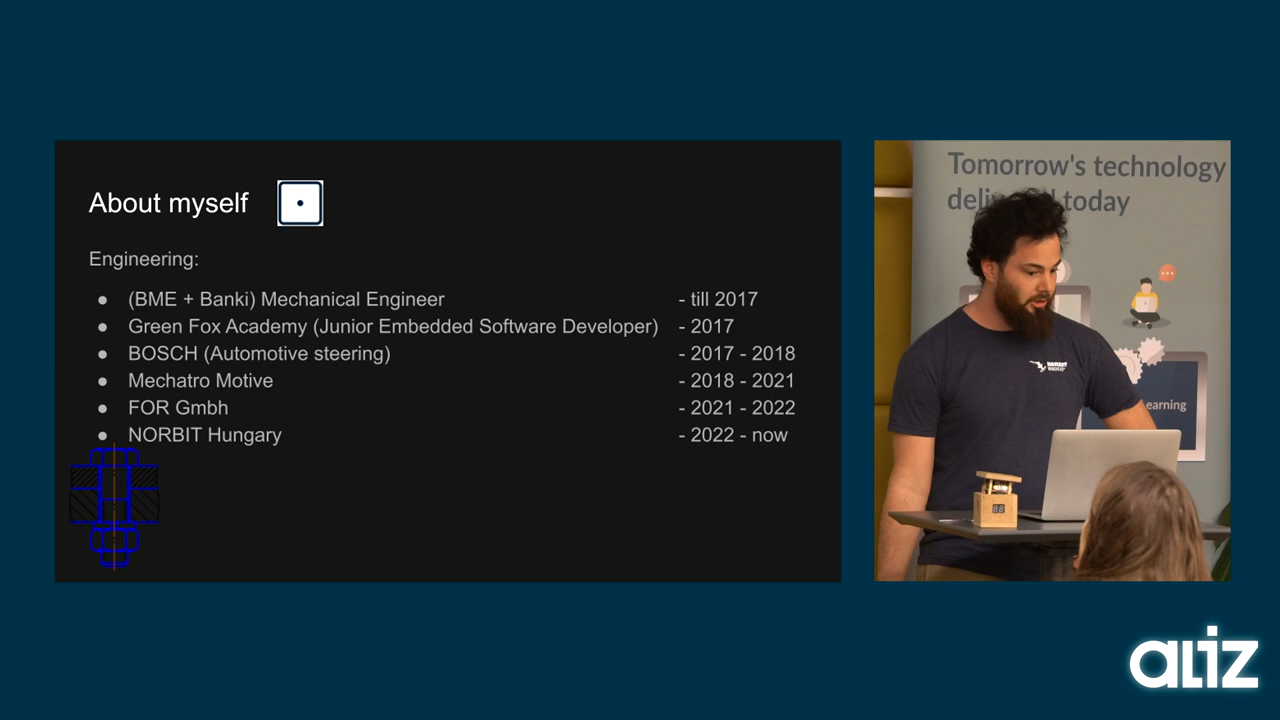 About myself
Engineering:
● (BME + Banki) Mechanical Engineer - till 2017
● Green Fox Academy (Junior Embedded Software Developer) - 2017
● BOSCH (Automotive steering) - 2017 - 2018
● Mechatro Motive - 2018 - 2021
● FOR Gmbh - 2021 - 2022
● NORBIT Hungary - 2022 - now
Tomorrow's technology
today
earning
88
aliz